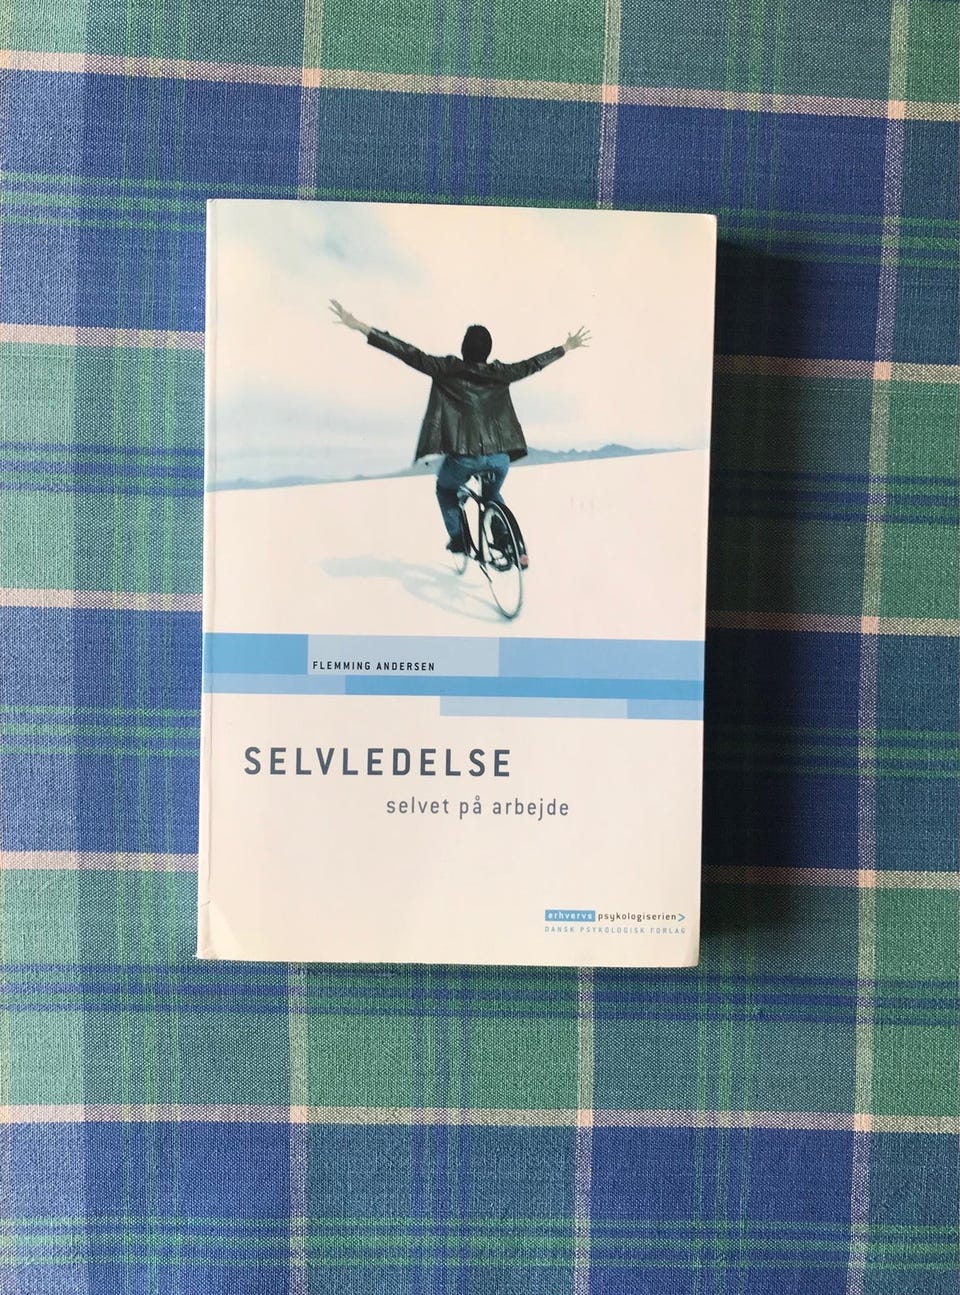 FLEMMING ANDERSEN
SELVLEDELSE
selvet på arbejde
erhvervs psykologiserien>
DANSK PSYKOLOGISK FORLAG